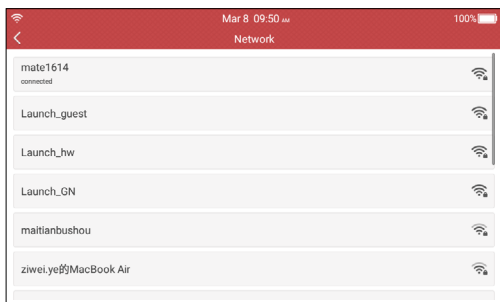 Mar 8 09:50 AM
100%
Network
mate1614
connected
Launch_guest
Launch_hw
Launch_GN
maitianbushou
ziwei.ye的MacBook Air